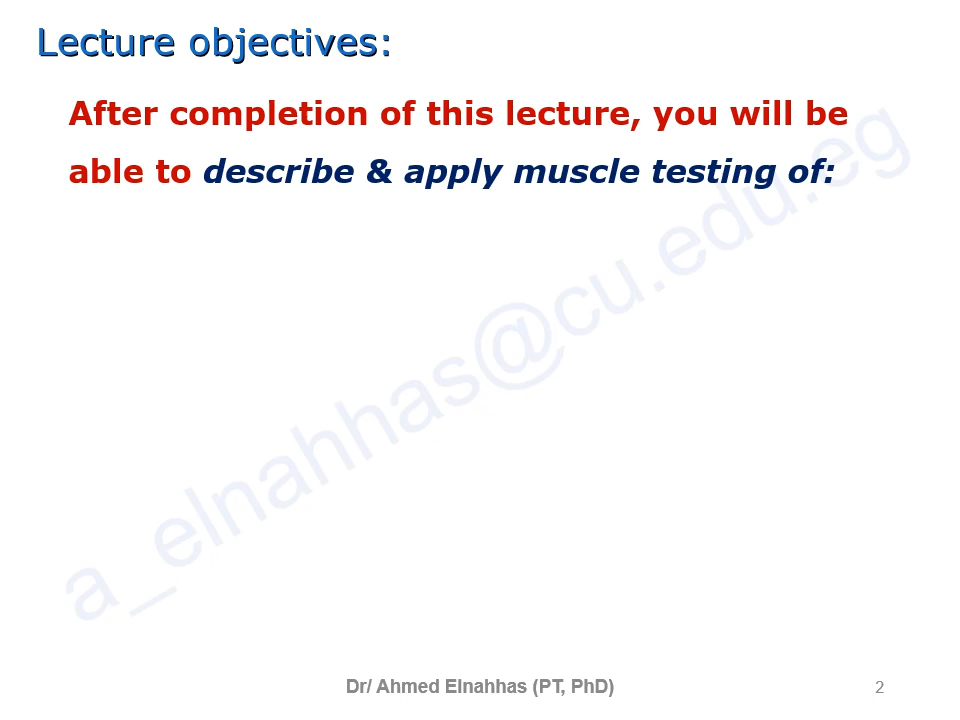 Lecture objectives:
After completion of this lecture, you will be
able to describe & apply muscle testing of:
a_elnahhas@cu.edu.eg
Dr/ Ahmed Elnahhas (PT, PhD)
2